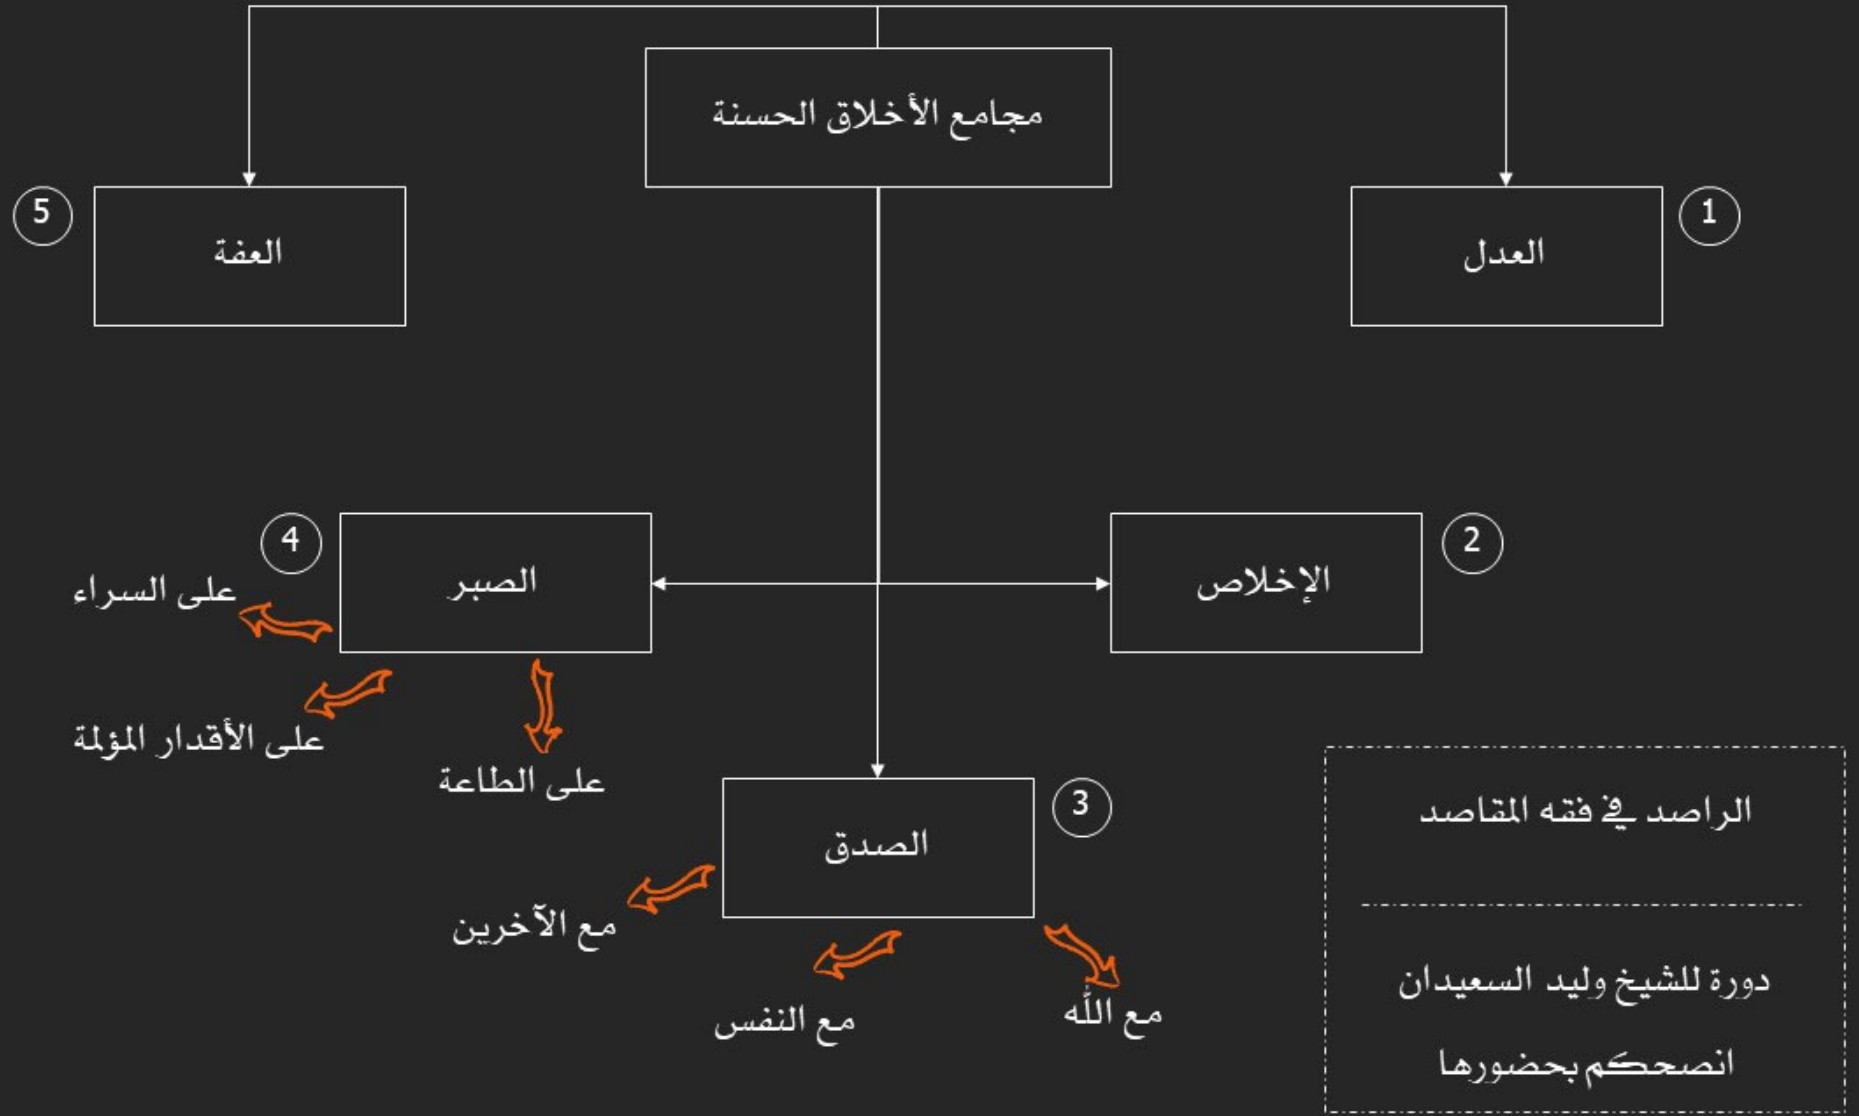 مجامع الأخلاق الحسنة
1
العدل
5
العفة
2
الإخلاص
4
الصبر
على السراء
على الأقدار المؤلمة
على الطاعة
3
الصدق
مع الله
مع النفس
مع الآخرين
الراصد في فقه المقاصد
دورة للشيخ وليد السعيدان
انصحكم بحضورها